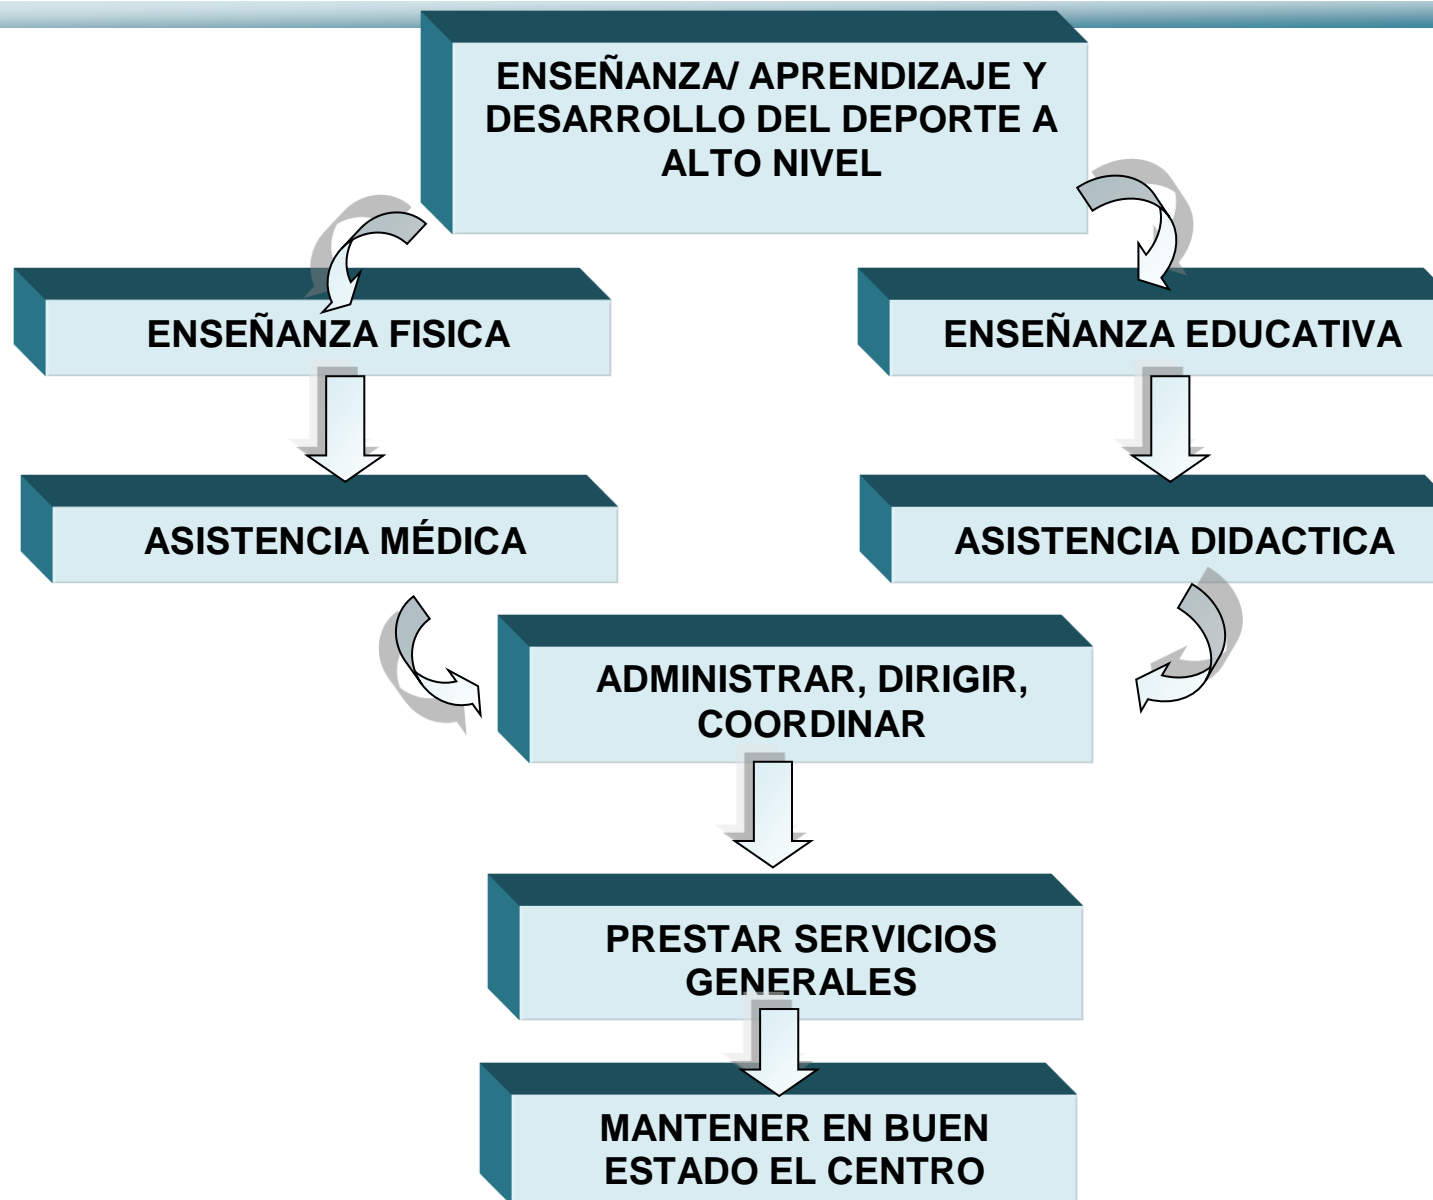 ENSEÑANZA/ APRENDIZAJE Y
DESARROLLO DEL DEPORTE A
ALTO NIVEL
ENSEÑANZA FISICA
ENSEÑANZA EDUCATIVA
ASISTENCIA MÉDICA
ASISTENCIA DIDACTICA
ADMINISTRAR, DIRIGIR,
COORDINAR
PRESTAR SERVICIOS
GENERALES
MANTENER EN BUEN
ESTADO EL CENTRO